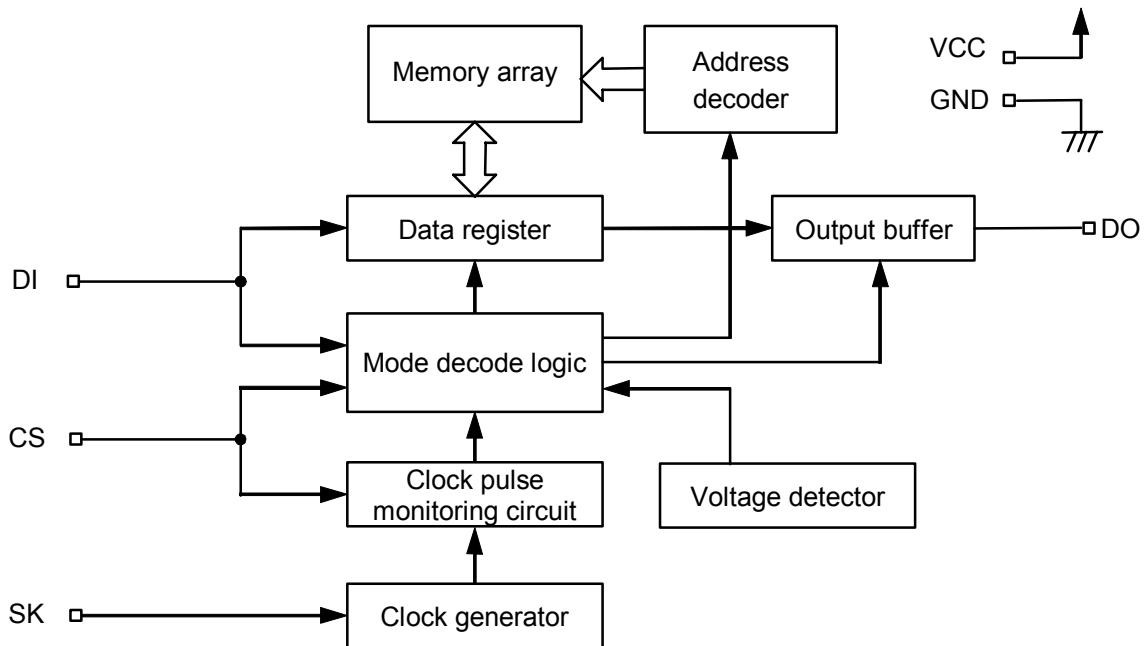 Memory array
Address
decoder
VCC
GND
Data register
Output buffer
DO
DI
Mode decode logic
CS
Clock pulse
monitoring circuit
Voltage detector
SK
Clock generator